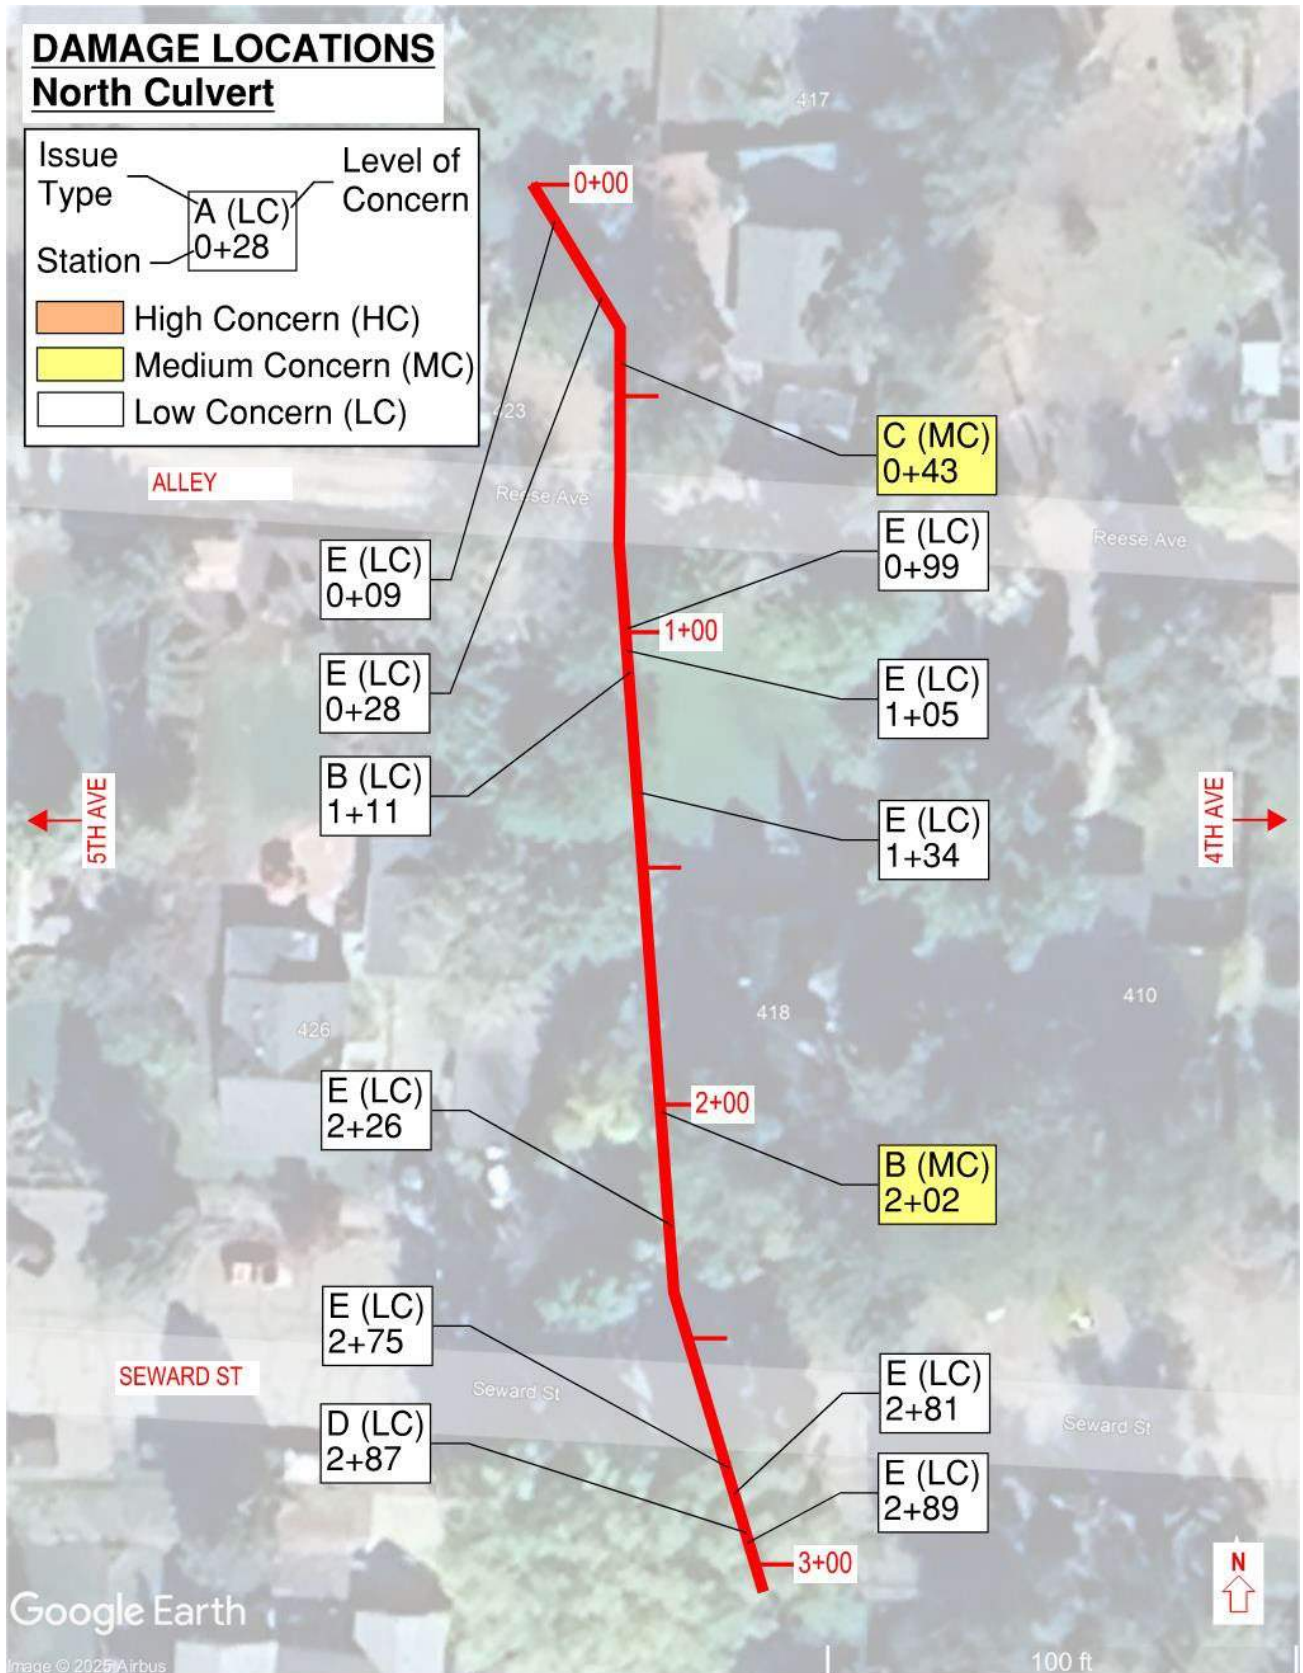 DAMAGE LOCATIONS
North Culvert
Issue
Type
Level of
Concern
A (LC)
0+28
Station
High Concern (HC)
Medium Concern (MC)
Low Concern (LC)
417
0+00
423
ALLEY
Reese Ave
Reese Ave
C (MC)
0+43
E (LC)
0+09
E (LC)
0+99
1+00
E (LC)
0+28
E (LC)
1+05
B (LC)
1+11
5TH AVE
4TH AVE
E (LC)
1+34
418
410
426
E (LC)
2+26
2+00
B (MC)
2+02
E (LC)
2+75
SEWARD ST
Seward St
Seward St
E (LC)
2+81
D (LC)
2+87
E (LC)
2+89
3+00
N
Google Earth
Image © 2025 Airbus
100 ft